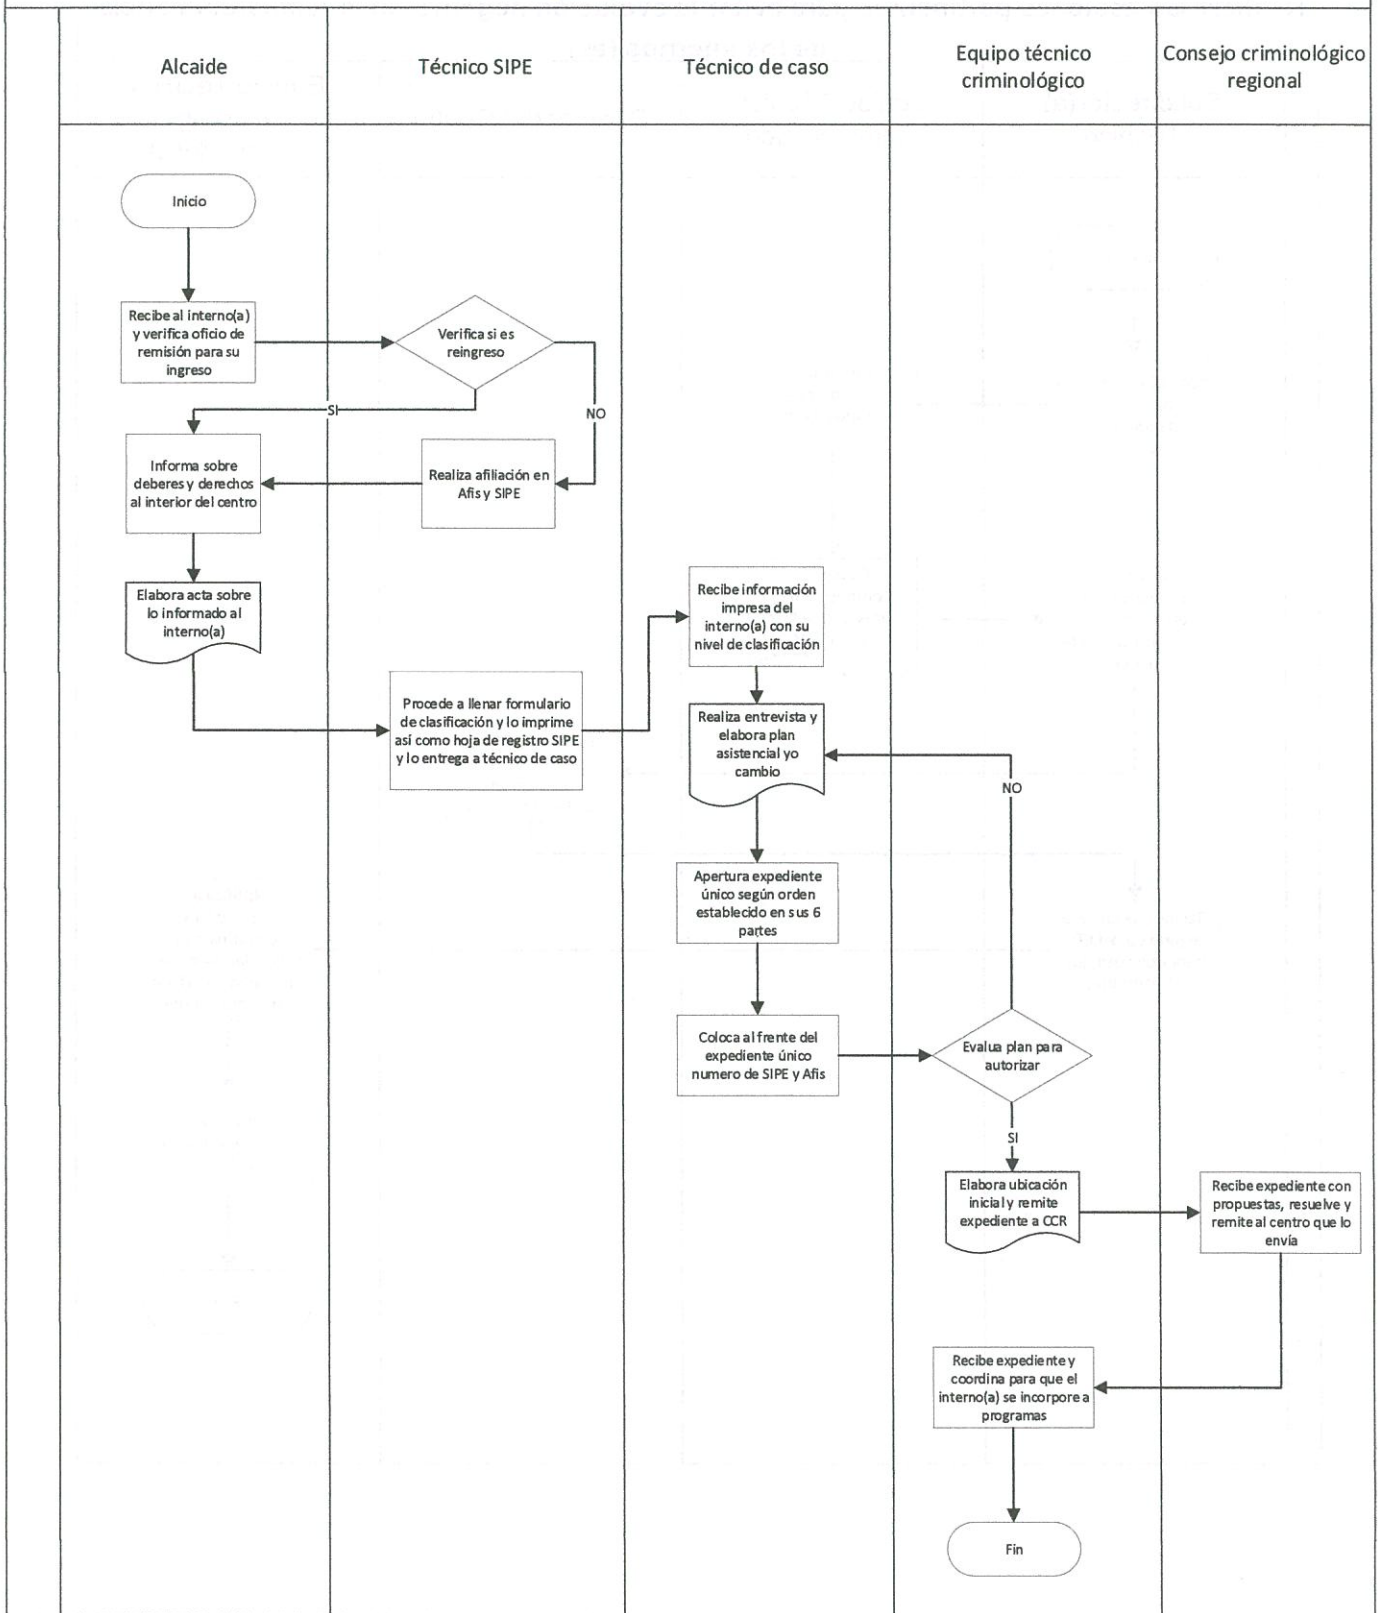 Alcaide
Técnico SIPE
Técnico de caso
Equipo técnico
criminológico
Consejo criminológico
regional
Inicio
Recibe al interno(a)
y verifica oficio de
remisión para su
ingreso
Verifica si es
reingreso
SI
NO
Informa sobre
deberes y derechos
al interior del centro
Realiza afiliación en
Afis y SIPE
Elabora acta sobre
lo informado al
interno(a)
Procede a llenar formulario
de clasificación y lo imprime
así como hoja de registro SIPE
y lo entrega a técnico de caso
Recibe información
impresa del
interno(a) con su
nivel de clasificación
Realiza entrevista y
elabora plan
asistencial yo
cambio
NO
Apertura expediente
único según orden
establecido en sus 6
partes
Coloca al frente del
expediente único
numero de SIPE y Afis
Evalua plan para
autorizar
SI
Elabora ubicación
inicial y remite
expediente a CCR
Recibe expediente con
propuestas, resuelve y
remite al centro que lo
envía
Recibe expediente y
coordina para que el
interno(a) se incorpore a
programas
Fin